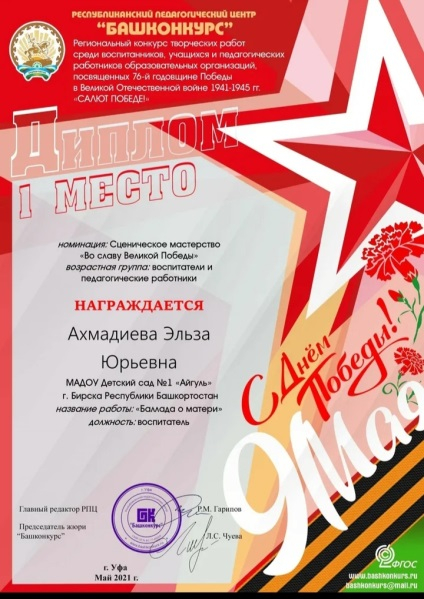 РЕСПУБЛИКАНСКИЙ ПЕДАГОГИЧЕСКИЙ ЦЕНТР
"БАШКОНКУРС"
Региональный конкурс творческих работ
среди воспитанников, учащихся и педагогических
работников образовательных организаций,
посвященных 76-й годовщине Победы
в Великой Отечественной войне 1941-1945 гг.
«САЛЮТ ПОБЕДЕ!»
Диплом
1 МЕСТО
номинация: Сценическое мастерство
«Во славу Великой Победы»
возрастная группа: воспитатели и
педагогические работники
НАГРАЖДАЕТСЯ
Ахмадиева Эльза
Юрьевна
МАДОУ Детский сад №1 «Айгуль»
г. Бирска Республики Башкортостан
название работы: «Баллада о матери»
должность: воспитатель
С Днём
Победы!
9 Мая
Главный редактор РПЦ
Р.М. Гарипов
Председатель жюри
"Башконкурс"
Л.С. Чуева
БК
"Башконкурс"
г. Уфа
Май 2021 г.
ФГОС
www.bashkonkurs.ru
bashkonkurs@mail.ru